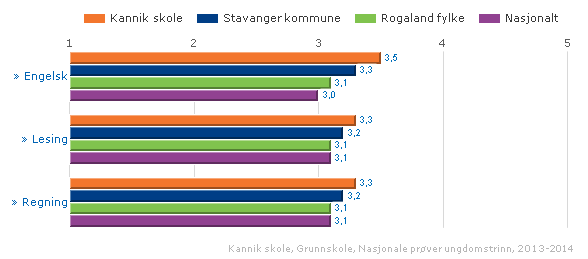 Kannik skole Stavanger kommune Rogaland fylke Nasjonalt
1 2 3 4 5
» Engelsk
3,5
3,3
3,1
3,0
» Lesing
3,3
3,2
3,1
3,1
» Regning
3,3
3,2
3,1
3,1
Kannik skole, Grunnskole, Nasjonale prøver ungdomstrinn, 2013-2014